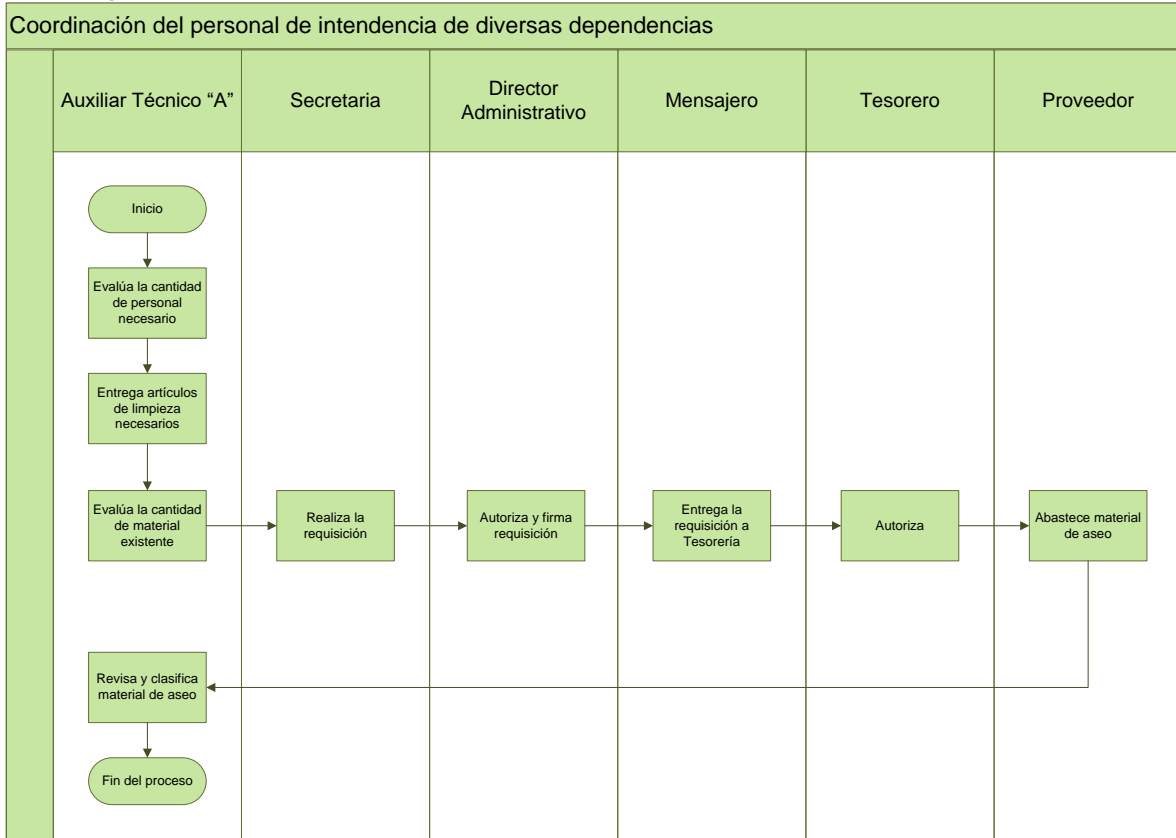 Coordinación del personal de intendencia de diversas dependencias
Auxiliar Técnico “A”
Secretaria
Director
Administrativo
Mensajero
Tesorero
Proveedor
Inicio
Evalúa la cantidad
de personal
necesario
Entrega artículos
de limpieza
necesarios
Evalúa la cantidad
de material
existente
Realiza la
requisición
Autoriza y firma
requisición
Entrega la
requisición a
Tesorería
Autoriza
Abastece material
de aseo
Revisa y clasifica
material de aseo
Fin del proceso